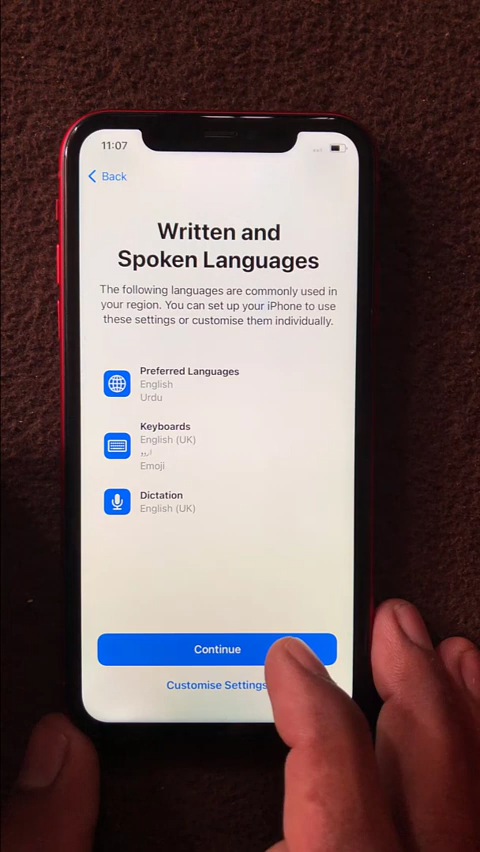 11:07
Back
Written and
Spoken Languages
The following languages are commonly used in
your region. You can set up your iPhone to use
these settings or customise them individually.
Preferred Languages
English
Urdu
Keyboards
English (UK)
اردو
Emoji
Dictation
English (UK)
Continue
Customise Settings